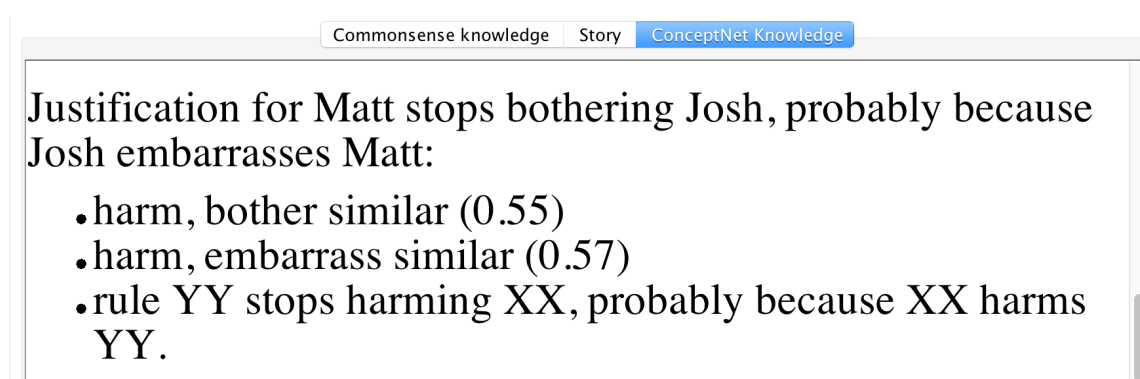 Commonsense knowledge Story ConceptNet Knowledge
Justification for Matt stops bothering Josh, probably because
Josh embarrasses Matt:
• harm, bother similar (0.55)
• harm, embarrass similar (0.57)
• rule YY stops harming XX, probably because XX harms
YY.